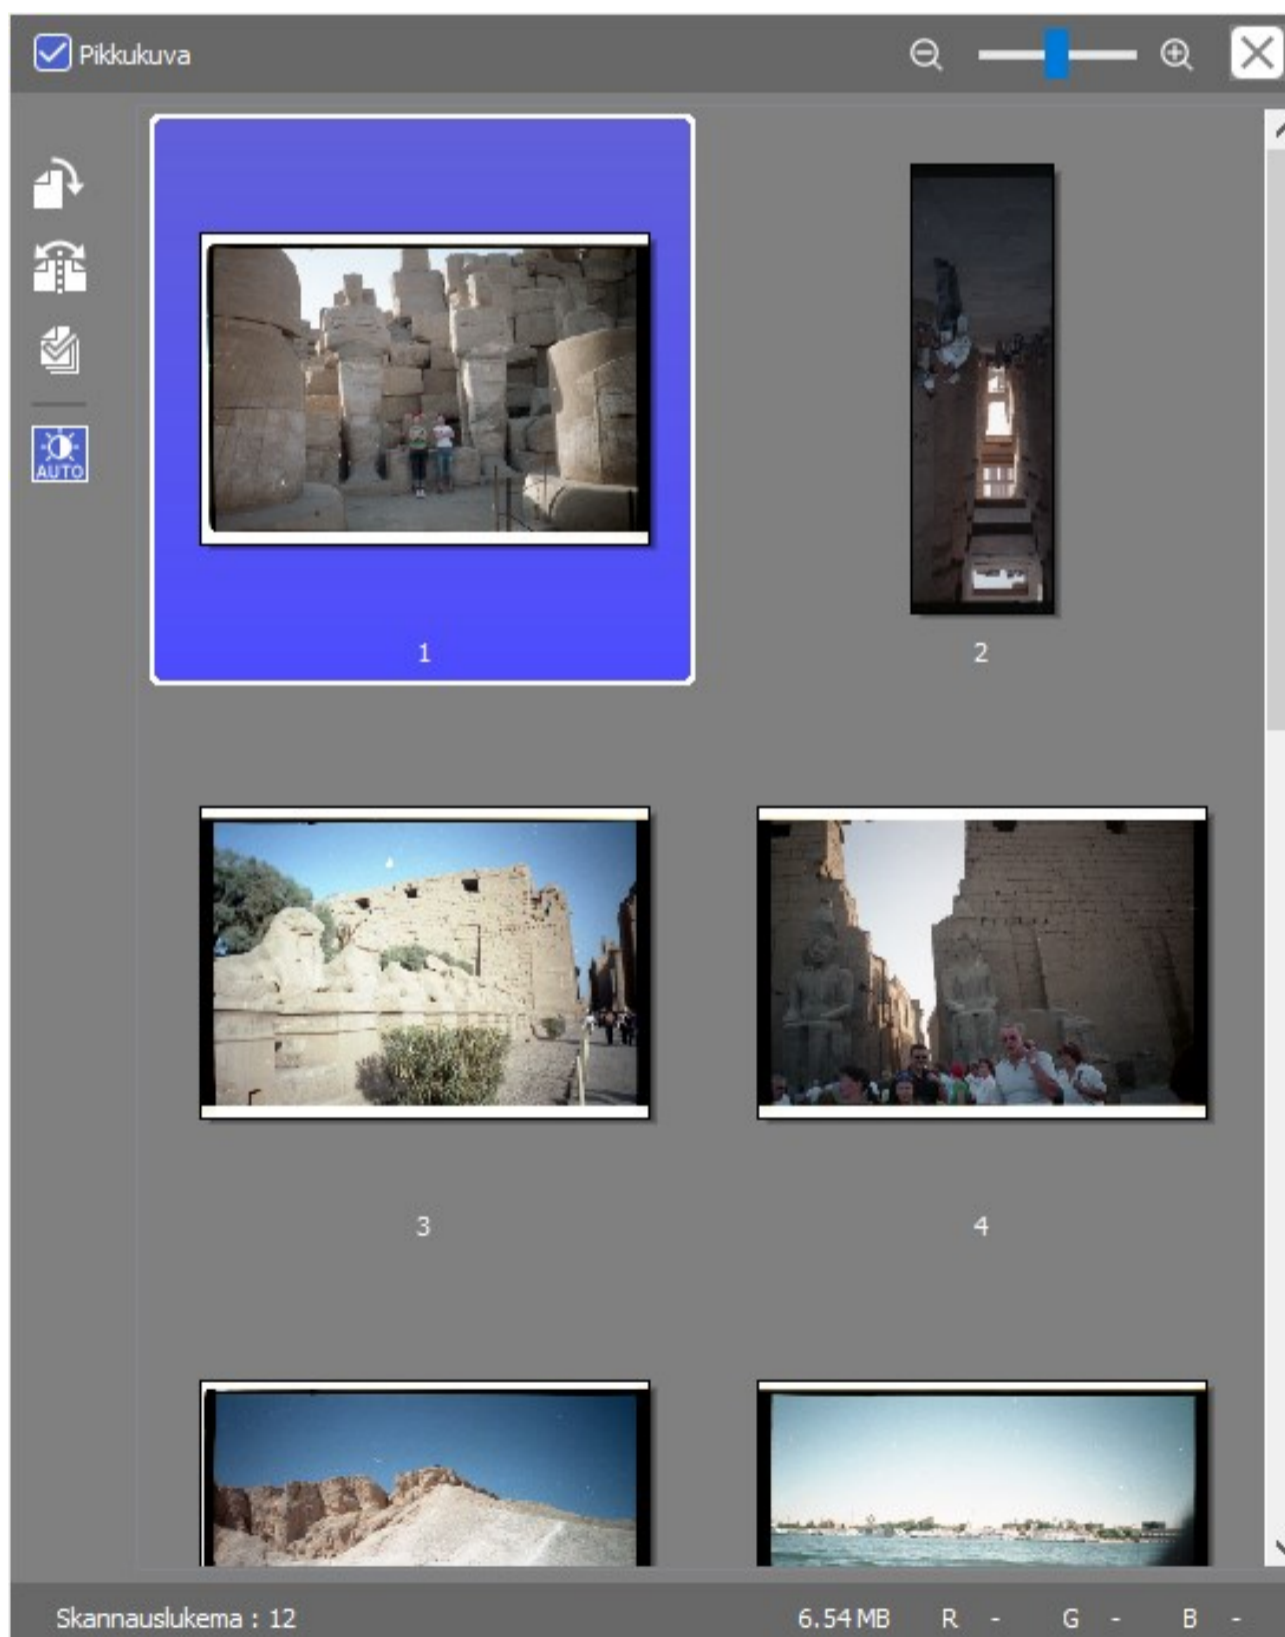 Pikkukuva
AUTO
1
2
3
4
Skannauslukema : 12
6.54 MB R - G - B -